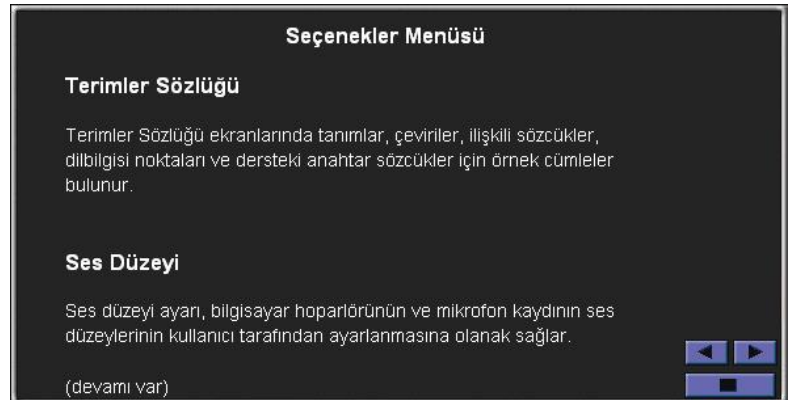 Seçenekler Menüsü
Terimler Sözlüğü
Terimler Sözlüğü ekranlarında tanımlar, çeviriler, ilişkili sözcükler,
dilbilgisi noktaları ve dersteki anahtar sözcükler için örnek cümleler
bulunur.
Ses Düzeyi
Ses düzeyi ayarı, bilgisayar hoparlörünün ve mikrofon kaydının ses
düzeylerinin kullanıcı tarafından ayarlanmasına olanak sağlar.
(devamı var)